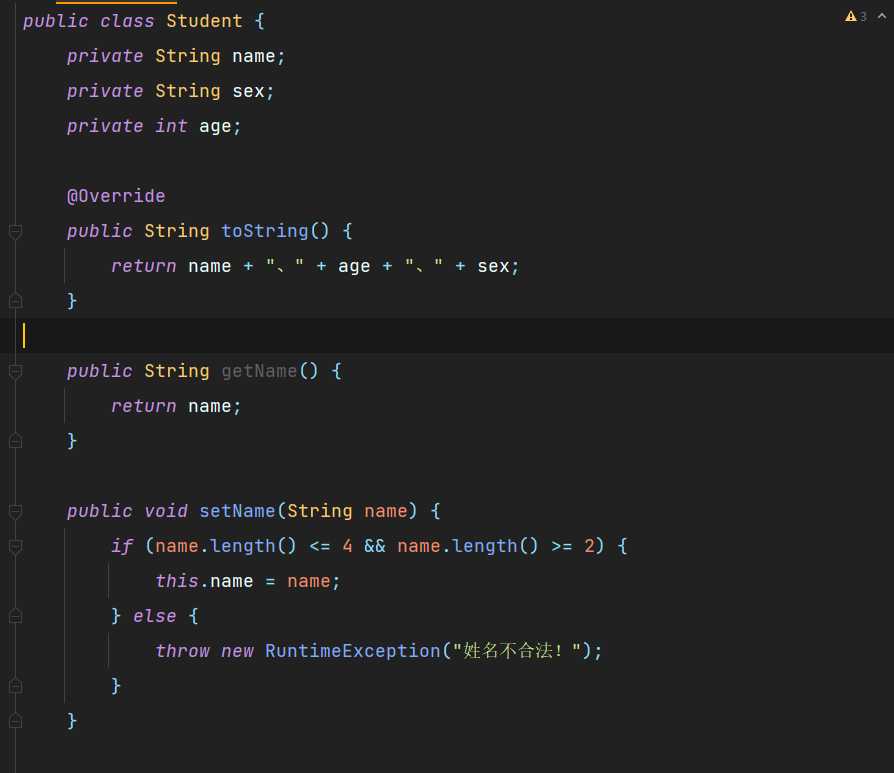 public class Student {
3
private String name;
private String sex;
private int age;
@Override
public String toString() {
return name + "、" + age + "、" + sex;
}
public String getName() {
return name;
}
public void setName(String name) {
if (name.length() <= 4 && name.length() >= 2) {
this.name = name;
} else {
throw new RuntimeException("姓名不合法！");
}
}